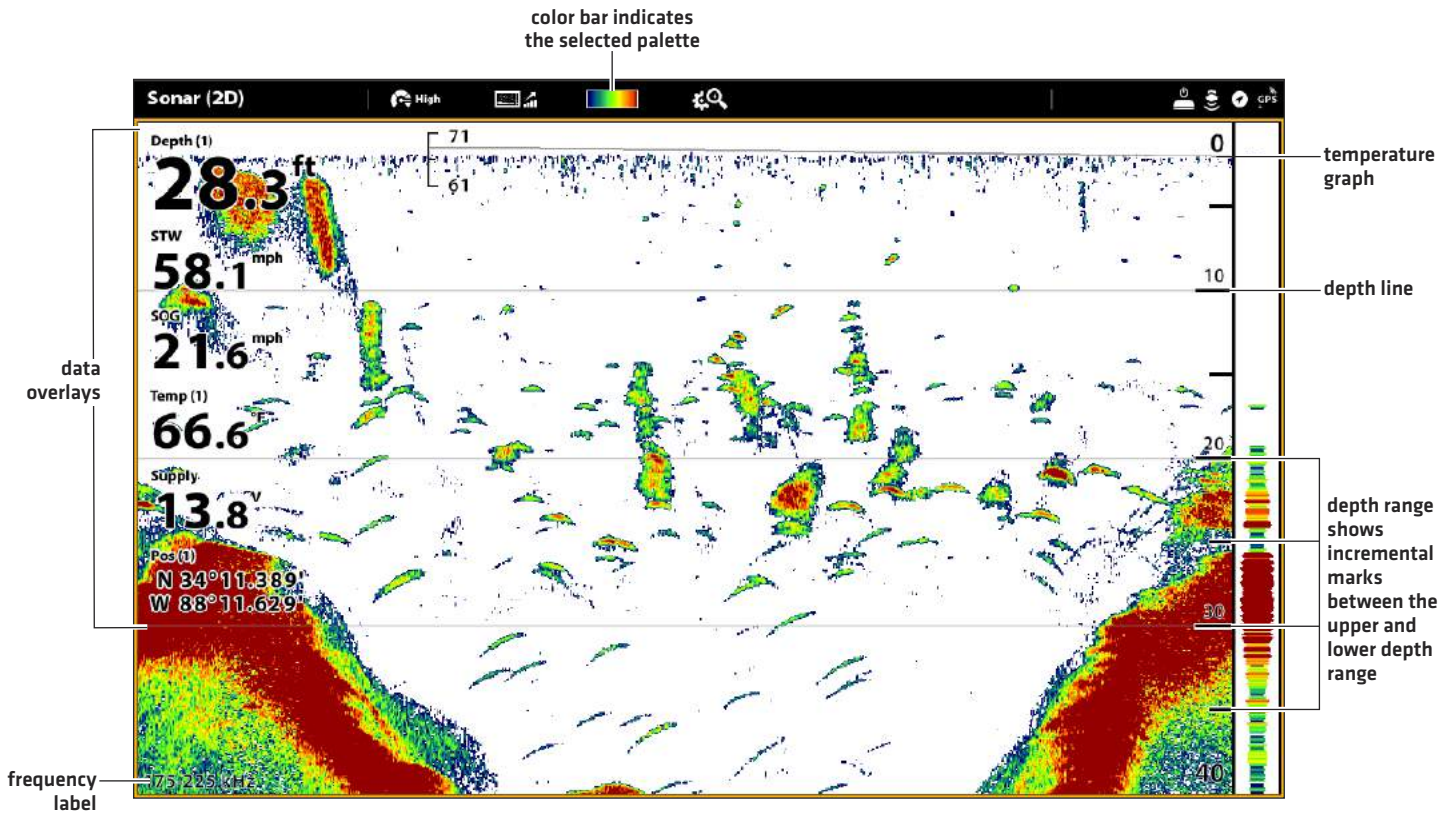 color bar indicates
the selected palette
Sonar (2D)
High
GPS
Depth (1)
28.3 ft
STW
58.1 mph
SOG
21.6 mph
Temp (1)
66.6 °F
Supply
13.8 V
Pos (1)
N 34°11.389'
W 88°11.629'
75 225 kHz
71
61
0
10
20
30
40
data
overlays
frequency
label
temperature
graph
depth line
depth range
shows
incremental
marks
between the
upper and
lower depth
range